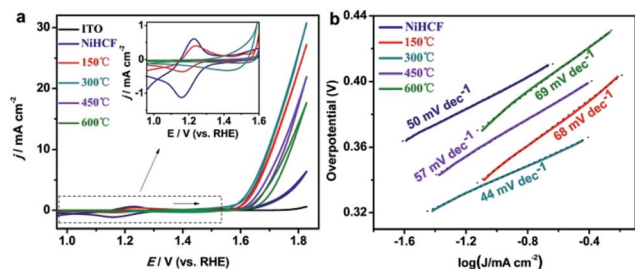 a
ITO
NiHCF
150℃
300℃
450℃
600℃
j / mA cm⁻²
30
20
10
0
1.0
1.2
1.4
1.6
1.8
E / V (vs. RHE)
j / mA cm⁻²
1
0
-1
1.0
1.2
1.4
1.6
E / V (vs. RHE)
b
NiHCF
150℃
300℃
450℃
600℃
Overpotential (V)
0.44
0.40
0.36
0.32
50 mV dec⁻¹
69 mV dec⁻¹
57 mV dec⁻¹
68 mV dec⁻¹
44 mV dec⁻¹
-1.6
-1.2
-0.8
-0.4
0.0
log(J/mA cm⁻²)